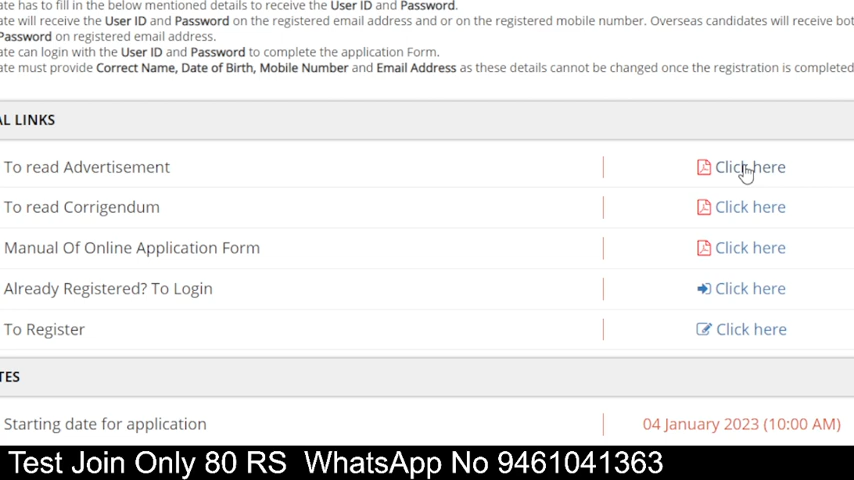 ate has to fill in the below mentioned details to receive the User ID and Password.
ate will receive the User ID and Password on the registered email address and or on the registered mobile number. Overseas candidates will receive bot
Password on registered email address.
ate can login with the User ID and Password to complete the application Form.
ate must provide Correct Name, Date of Birth, Mobile Number and Email Address as these details cannot be changed once the registration is completed
AL LINKS
To read Advertisement Click here
To read Corrigendum Click here
Manual Of Online Application Form Click here
Already Registered? To Login Click here
To Register Click here
TES
Starting date for application 04 January 2023 (10:00 AM)
Test Join Only 80 RS WhatsApp No 9461041363